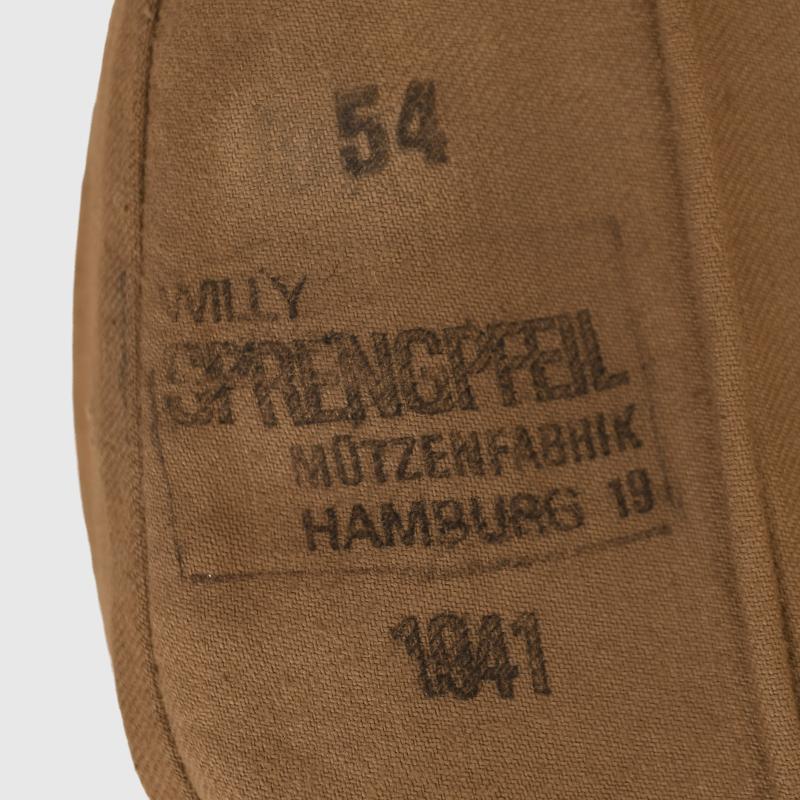 54
WILLY
SPRENGPFEIL
MÜTZENFABRIK
HAMBURG 19
1941